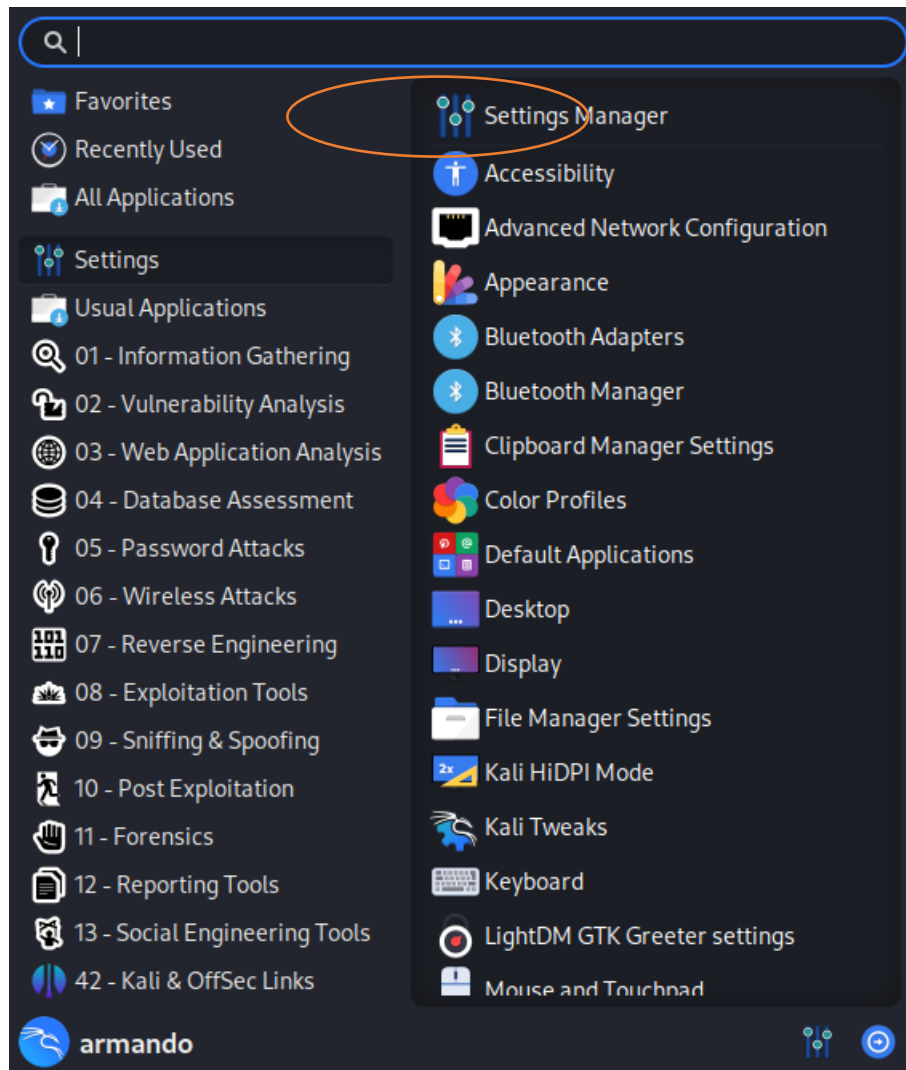 Favorites
Recently Used
All Applications
Settings
Usual Applications
01 - Information Gathering
02 - Vulnerability Analysis
03 - Web Application Analysis
04 - Database Assessment
05 - Password Attacks
06 - Wireless Attacks
07 - Reverse Engineering
08 - Exploitation Tools
09 - Sniffing & Spoofing
10 - Post Exploitation
11 - Forensics
12 - Reporting Tools
13 - Social Engineering Tools
42 - Kali & OffSec Links
Settings Manager
Accessibility
Advanced Network Configuration
Appearance
Bluetooth Adapters
Bluetooth Manager
Clipboard Manager Settings
Color Profiles
Default Applications
Desktop
Display
File Manager Settings
2x
Kali HiDPI Mode
Kali Tweaks
Keyboard
LightDM GTK Greeter settings
Mouse and Touchpad
armando